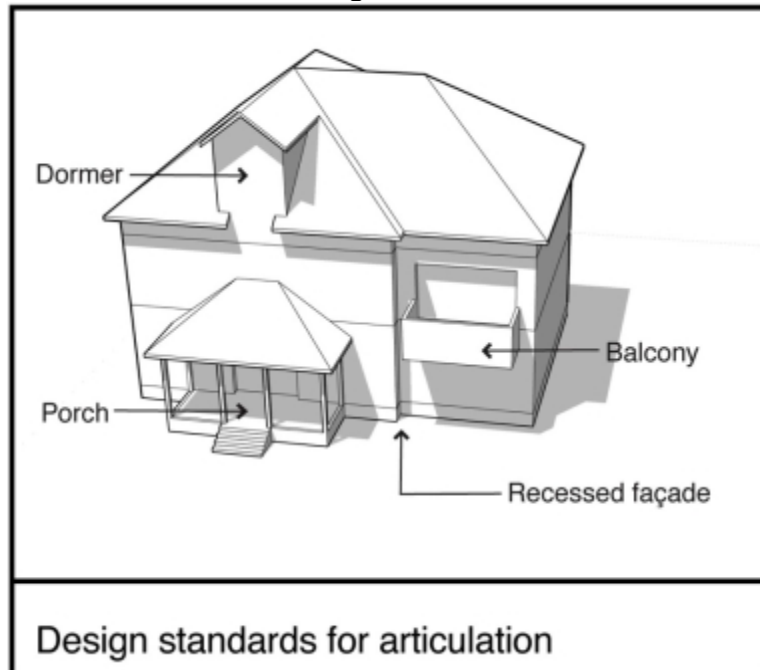 Dormer
Balcony
Porch
Recessed façade
Design standards for articulation